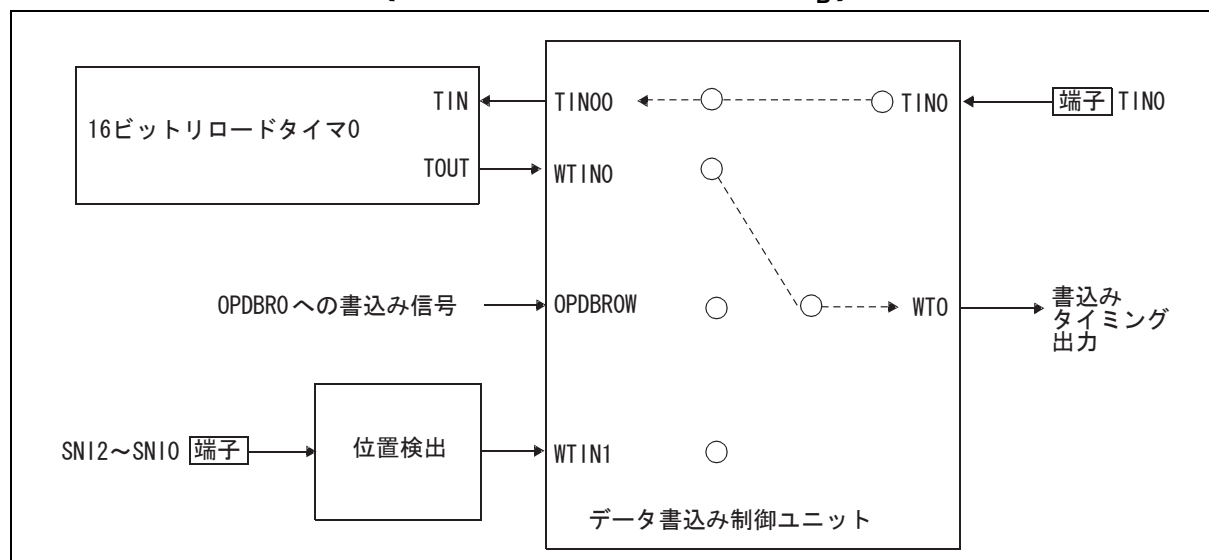 16ビットリロードタイマ0
TIN
TOUT
TIN00
WTIN0
OPDBR0への書込み信号
OPDBR0W
SNI2～SNI0 端子
位置検出
WTIN1
TIN0
端子 TIN0
WTO
書込み
タイミング
出力
データ書込み制御ユニット